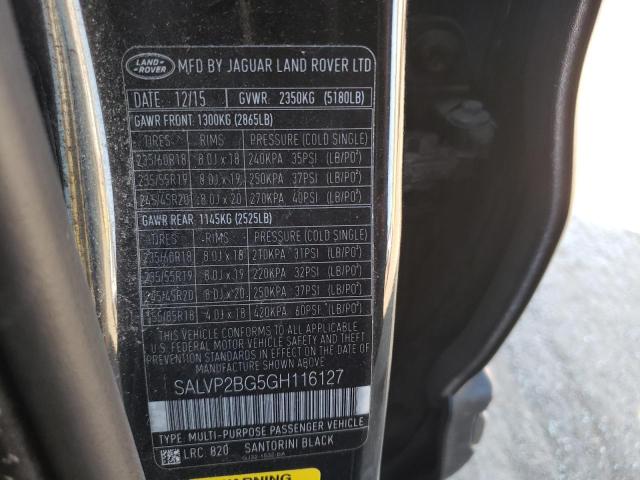 LAND-ROVER MFD BY JAGUAR LAND ROVER LTD
DATE: 12/15 GVWR: 2350KG (5180LB)
GAWR FRONT: 1300KG (2865LB)
TIRES RIMS PRESSURE (COLD SINGLE)
235/60R18 8.0J x 18 240KPA 35PSI (LB/PO²)
235/55R19 8.0J x 19 250KPA 37PSI (LB/PO²)
245/45R20 8.0J x 20 270KPA 40PSI (LB/PO²)
GAWR REAR: 1145KG (2525LB)
TIRES RIMS PRESSURE (COLD SINGLE)
235/60R18 8.0J x 18 210KPA 31PSI (LB/PO²)
235/55R19 8.0J x 19 220KPA 32PSI (LB/PO²)
245/45R20 8.0J x 20 250KPA 37PSI (LB/PO²)
155/85R18 4.0J x 18 420KPA 60PSI (LB/PO²)
THIS VEHICLE CONFORMS TO ALL APPLICABLE
U.S. FEDERAL MOTOR VEHICLE SAFETY STANDARDS
IN EFFECT ON THE DATE OF
MANUFACTURE SHOWN ABOVE.
SALVP2BG5GH116127
TYPE: MULTI-PURPOSE PASSENGER VEHICLE
LRC 820 SANTORINI BLACK
WARNING